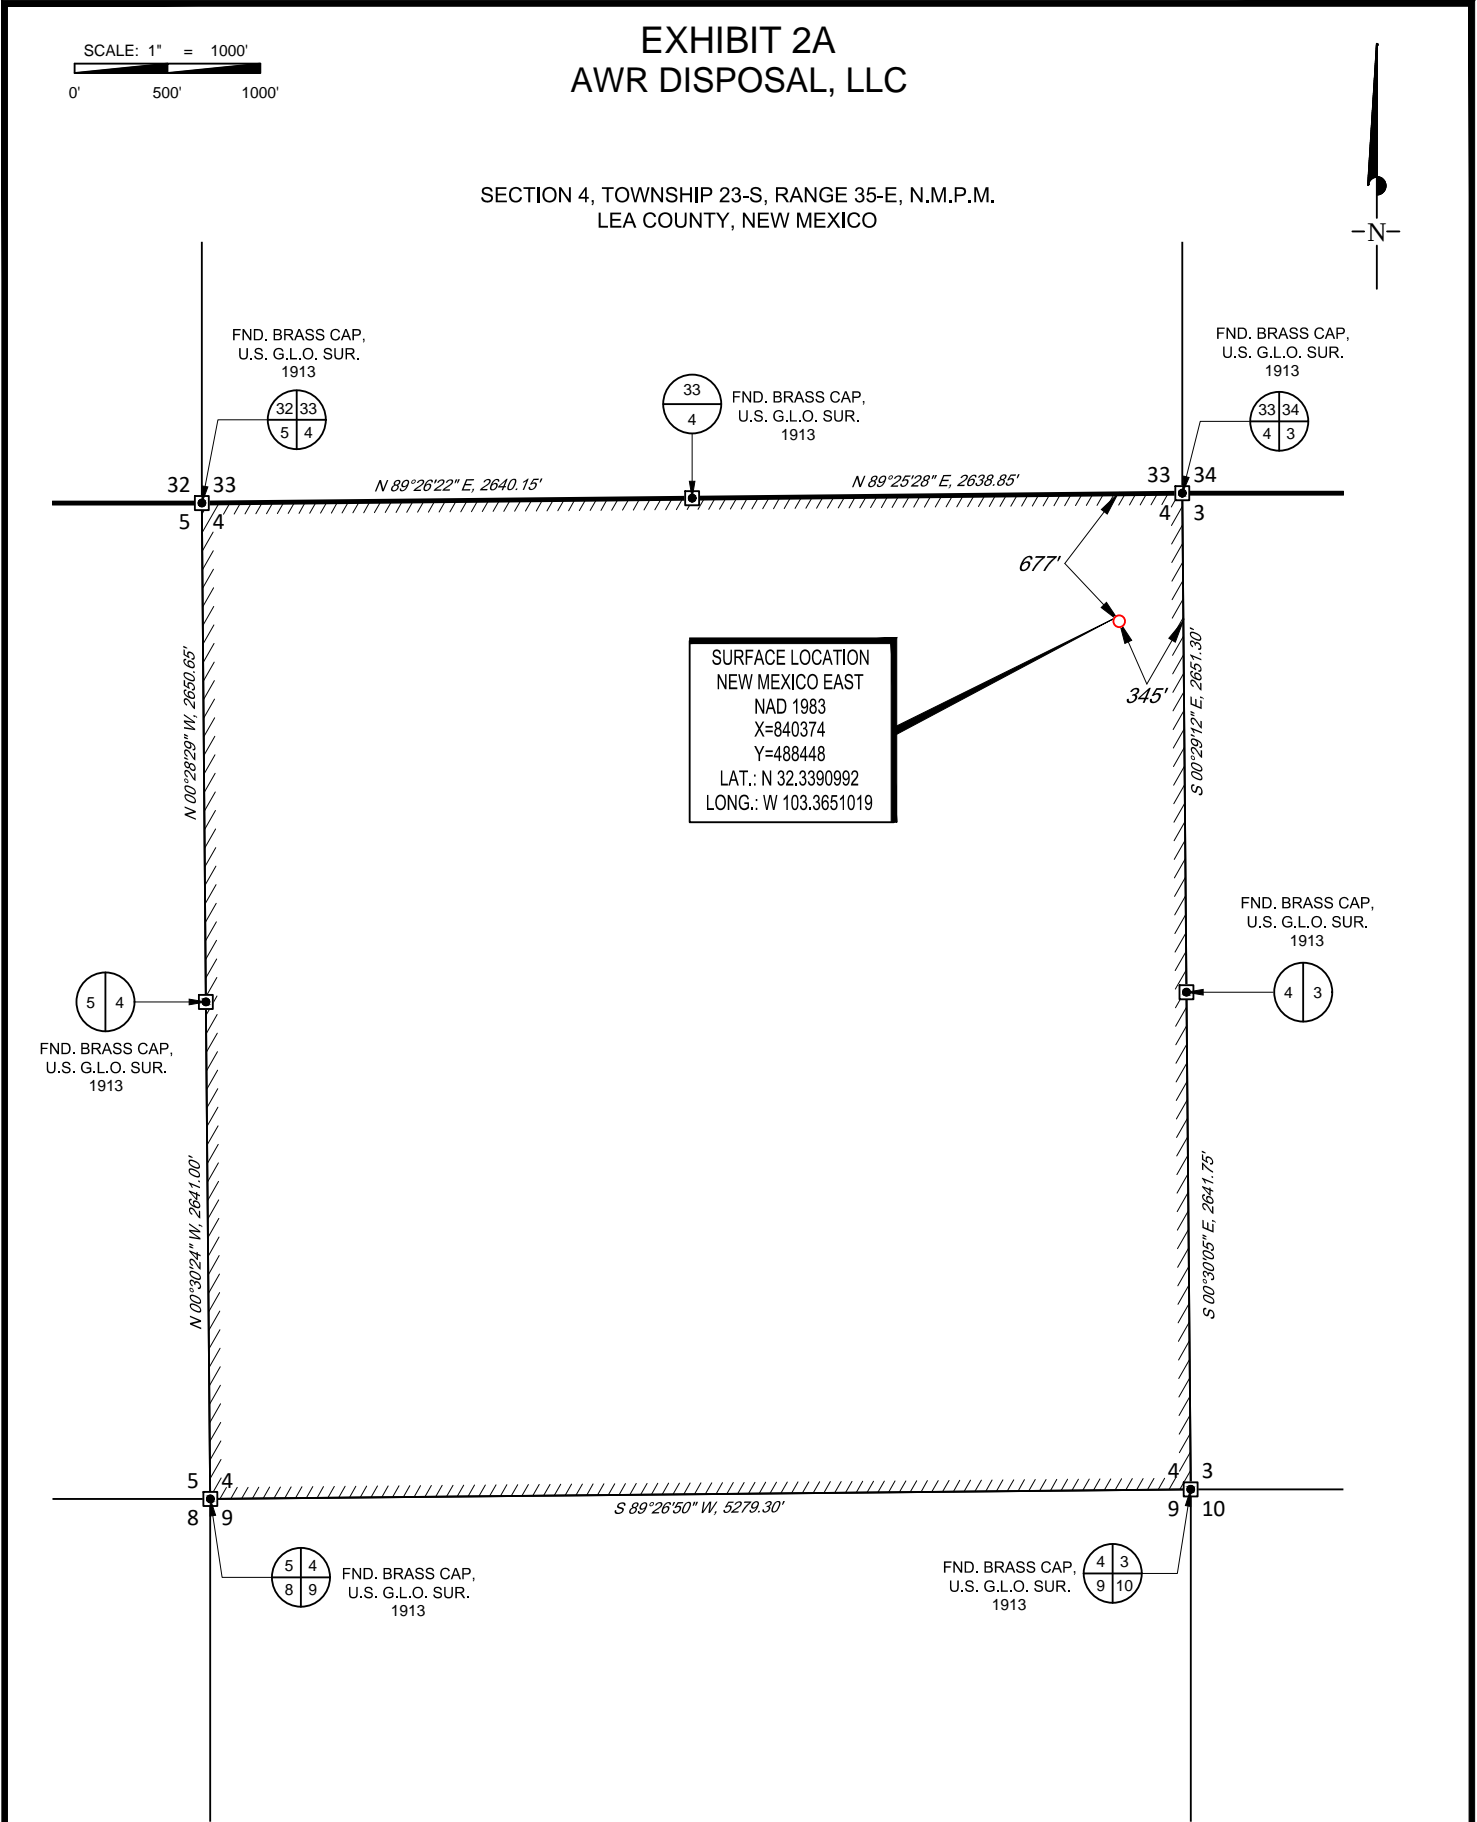 EXHIBIT 2A
AWR DISPOSAL, LLC
SCALE: 1" = 1000'
0' 500' 1000'
SECTION 4, TOWNSHIP 23-S, RANGE 35-E, N.M.P.M.
LEA COUNTY, NEW MEXICO
-N-
FND. BRASS CAP,
U.S. G.L.O. SUR.
1913
32 33
5 4
33
4
FND. BRASS CAP,
U.S. G.L.O. SUR.
1913
FND. BRASS CAP,
U.S. G.L.O. SUR.
1913
33 34
4 3
32 33
5 4
N 89°26'22" E, 2640.15'
N 89°25'28" E, 2638.85'
33 34
4 3
677'
345'
SURFACE LOCATION
NEW MEXICO EAST
NAD 1983
X=840374
Y=488448
LAT.: N 32.3390992
LONG.: W 103.3651019
N 00°28'29" W, 2650.65'
S 00°29'12" E, 2651.30'
FND. BRASS CAP,
U.S. G.L.O. SUR.
1913
4 3
5 4
FND. BRASS CAP,
U.S. G.L.O. SUR.
1913
N 00°30'24" W, 2641.00'
S 00°30'05" E, 2641.75'
5 4
8 9
S 89°26'50" W, 5279.30'
4 3
9 10
5 4
8 9
FND. BRASS CAP,
U.S. G.L.O. SUR.
1913
FND. BRASS CAP,
U.S. G.L.O. SUR.
1913
4 3
9 10